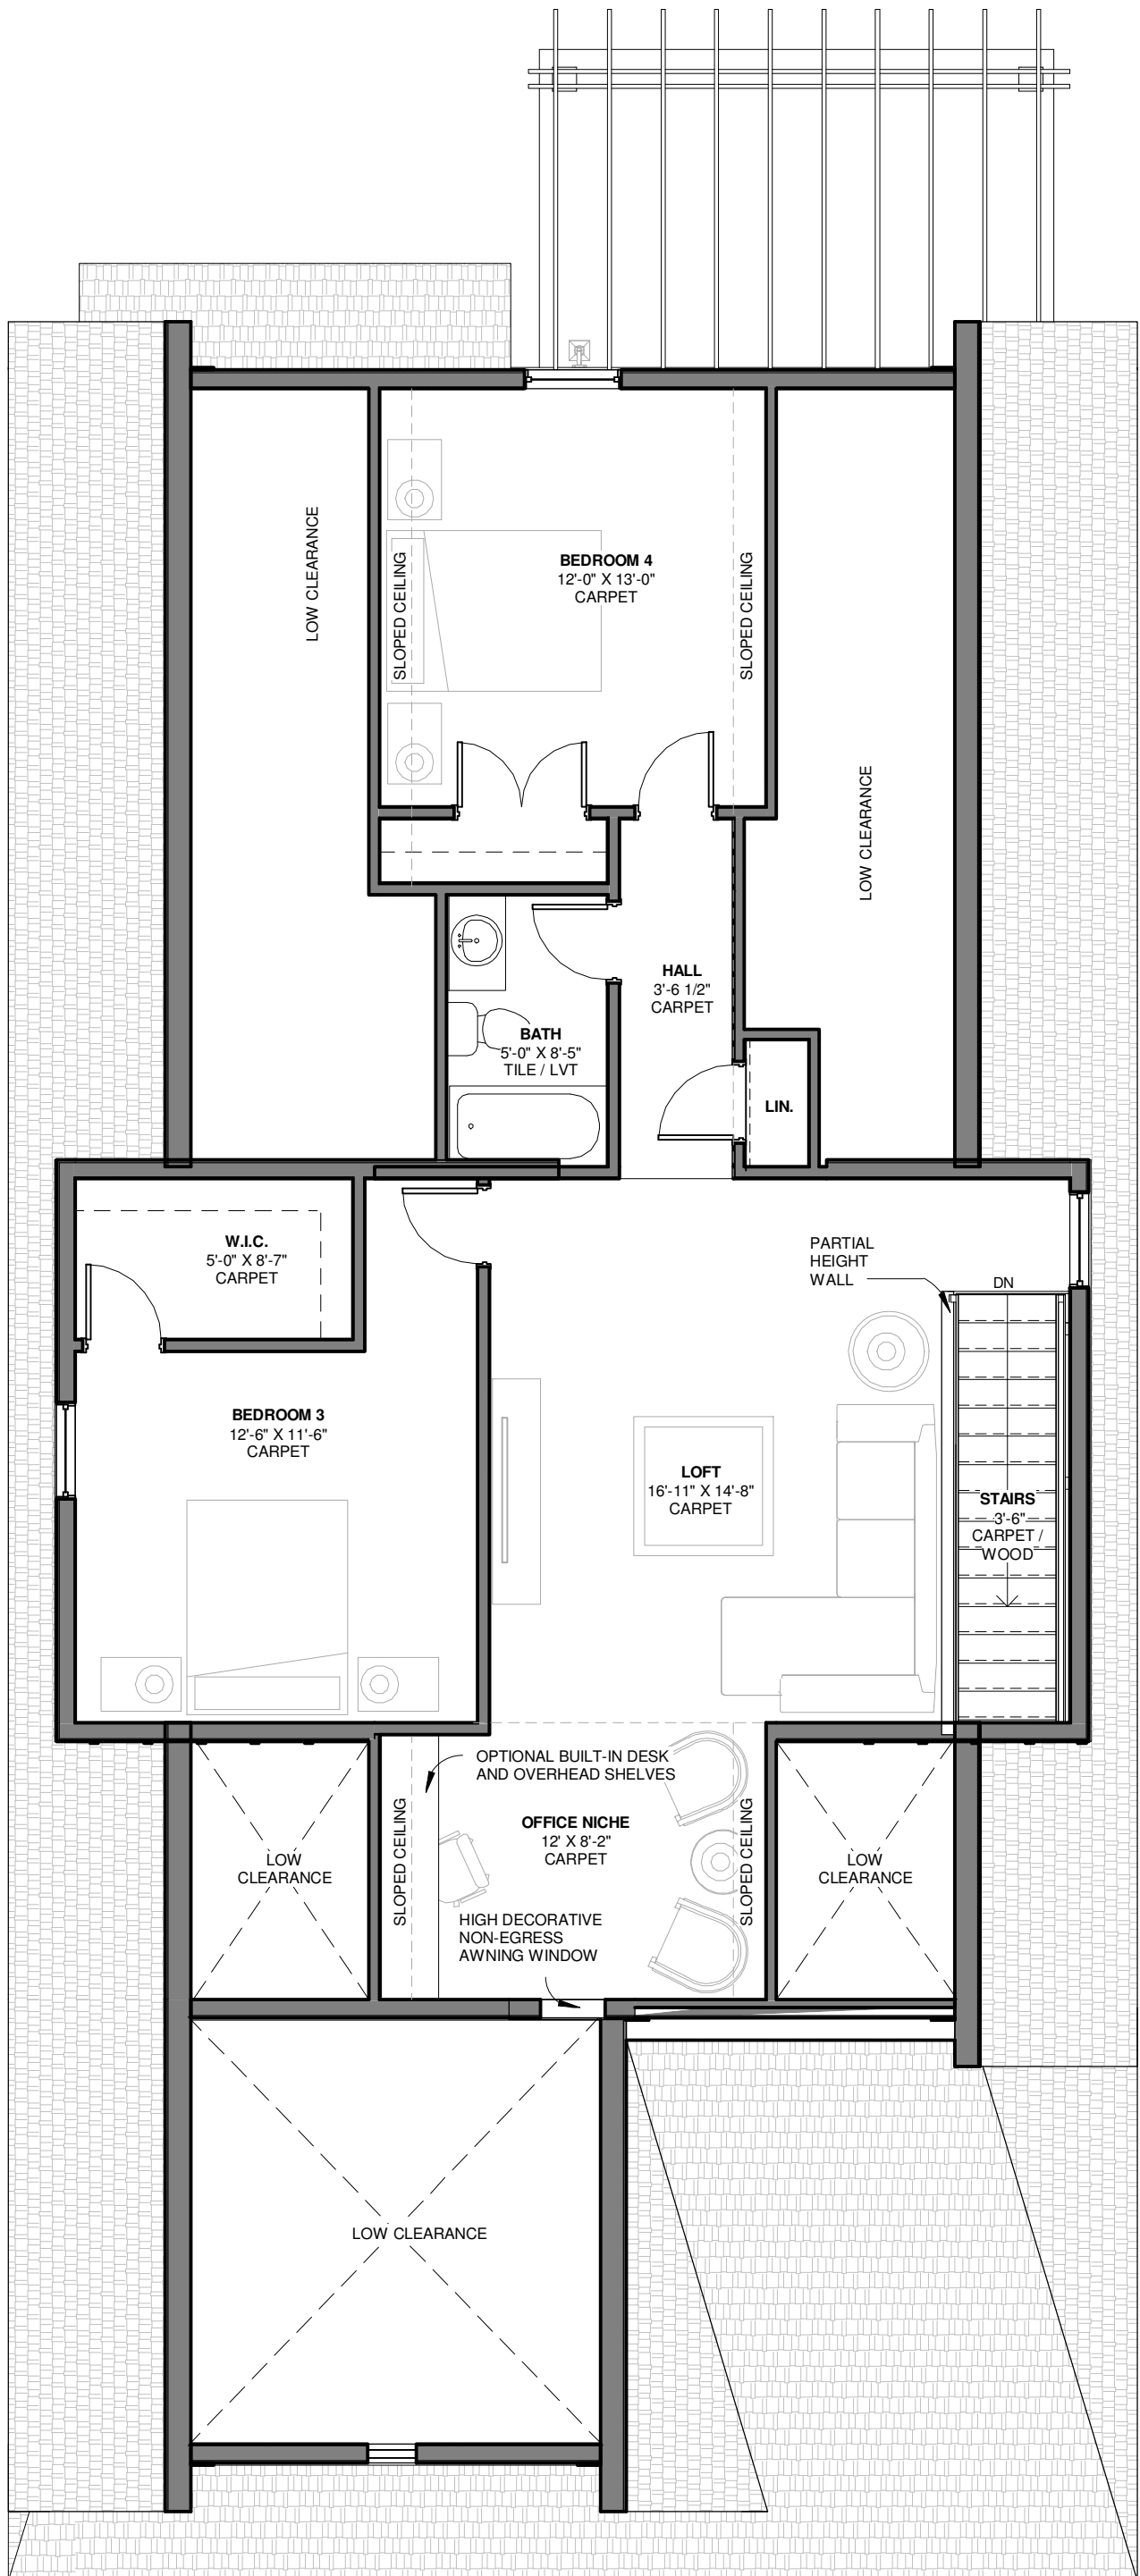 LOW CLEARANCE
SLOPED CEILING
BEDROOM 4
12'-0" X 13'-0"
CARPET
SLOPED CEILING
LOW CLEARANCE
HALL
3'-6 1/2"
CARPET
BATH
5'-0" X 8'-5"
TILE / LVT
LIN.
W.I.C.
5'-0" X 8'-7"
CARPET
PARTIAL
HEIGHT
WALL
DN
BEDROOM 3
12'-6" X 11'-6"
CARPET
LOFT
16'-11" X 14'-8"
CARPET
STAIRS
3'-6"
CARPET /
WOOD
OPTIONAL BUILT-IN DESK
AND OVERHEAD SHELVES
SLOPED CEILING
OFFICE NICHE
12' X 8'-2"
CARPET
SLOPED CEILING
LOW
CLEARANCE
LOW
CLEARANCE
HIGH DECORATIVE
NON-EGRESS
AWNING WINDOW
LOW CLEARANCE